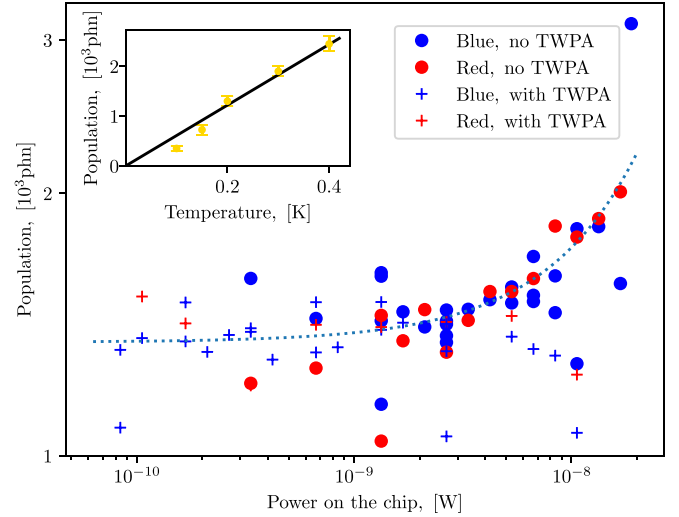 Blue, no TWPA
Red, no TWPA
Blue, with TWPA
Red, with TWPA
Population, [10³phn]
3
2
1
10⁻¹⁰
10⁻⁹
10⁻⁸
Power on the chip, [W]
Population, [10³phn]
2
1
0
0.2
0.4
Temperature, [K]